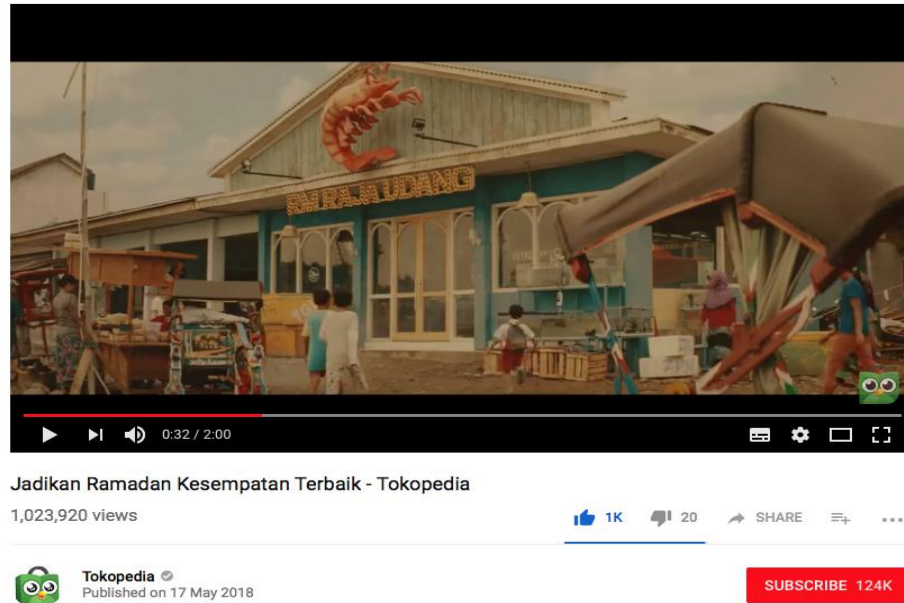 RM RAJA UDANG
0:32 / 2:00
Jadikan Ramadan Kesempatan Terbaik - Tokopedia
1,023,920 views
1K
20
SHARE
Tokopedia
Published on 17 May 2018
SUBSCRIBE 124K